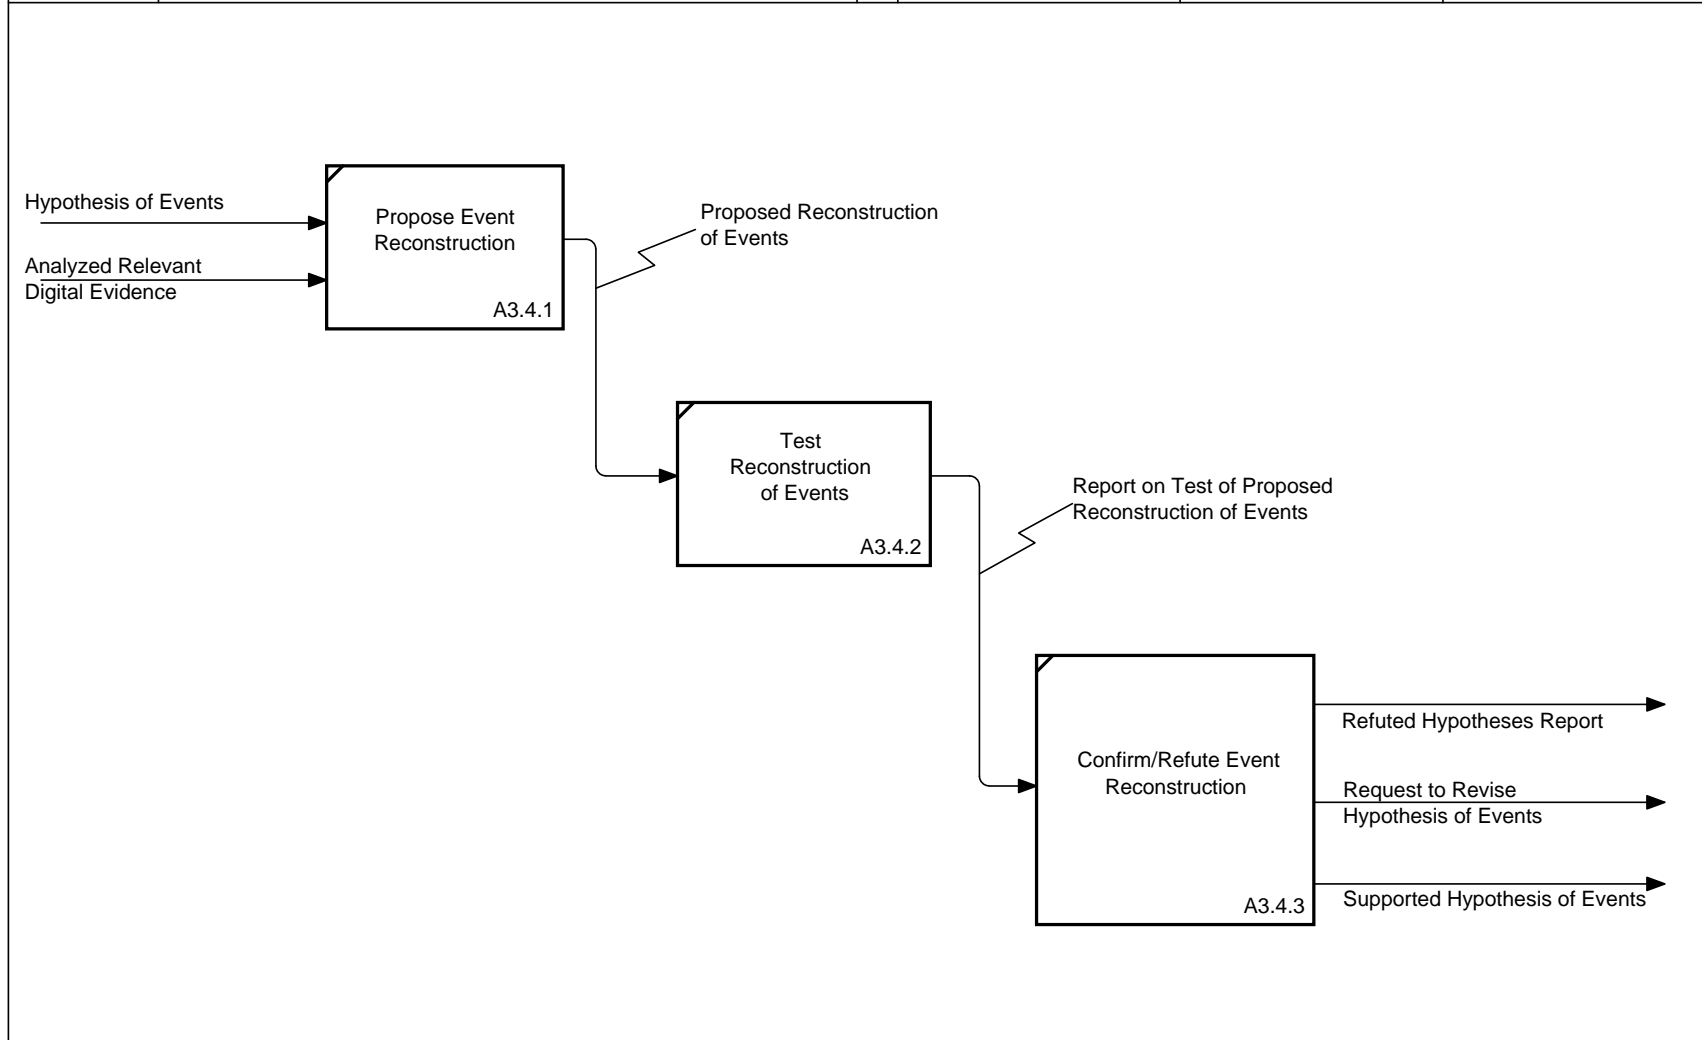 Hypothesis of Events
Analyzed Relevant
Digital Evidence
Propose Event
Reconstruction
A3.4.1
Proposed Reconstruction
of Events
Test
Reconstruction
of Events
A3.4.2
Report on Test of Proposed
Reconstruction of Events
Confirm/Refute Event
Reconstruction
A3.4.3
Refuted Hypotheses Report
Request to Revise
Hypothesis of Events
Supported Hypothesis of Events